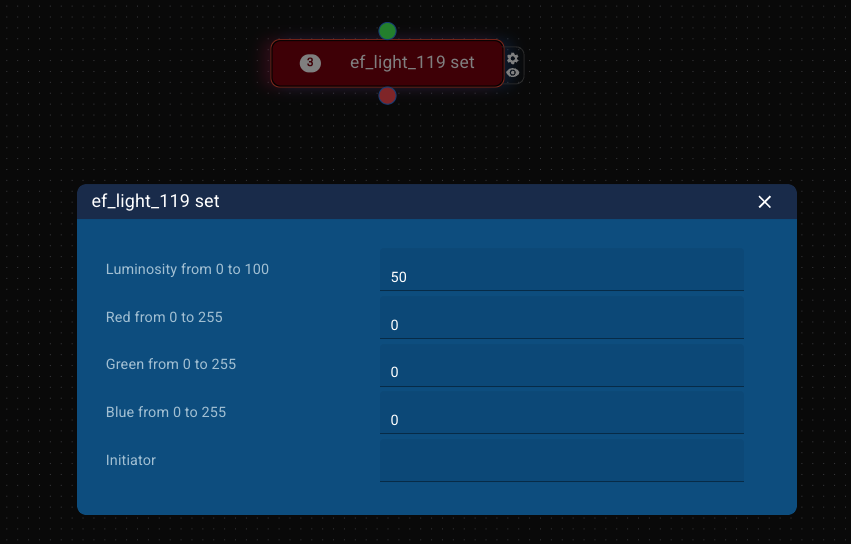 3 ef_light_119 set
ef_light_119 set
Luminosity from 0 to 100 50
Red from 0 to 255 0
Green from 0 to 255 0
Blue from 0 to 255 0
Initiator